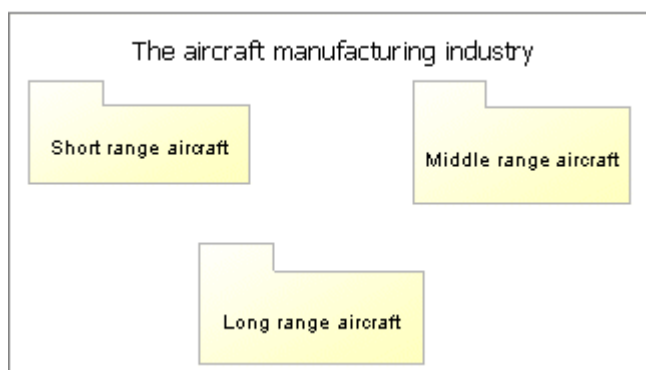 The aircraft manufacturing industry
Short range aircraft
Middle range aircraft
Long range aircraft